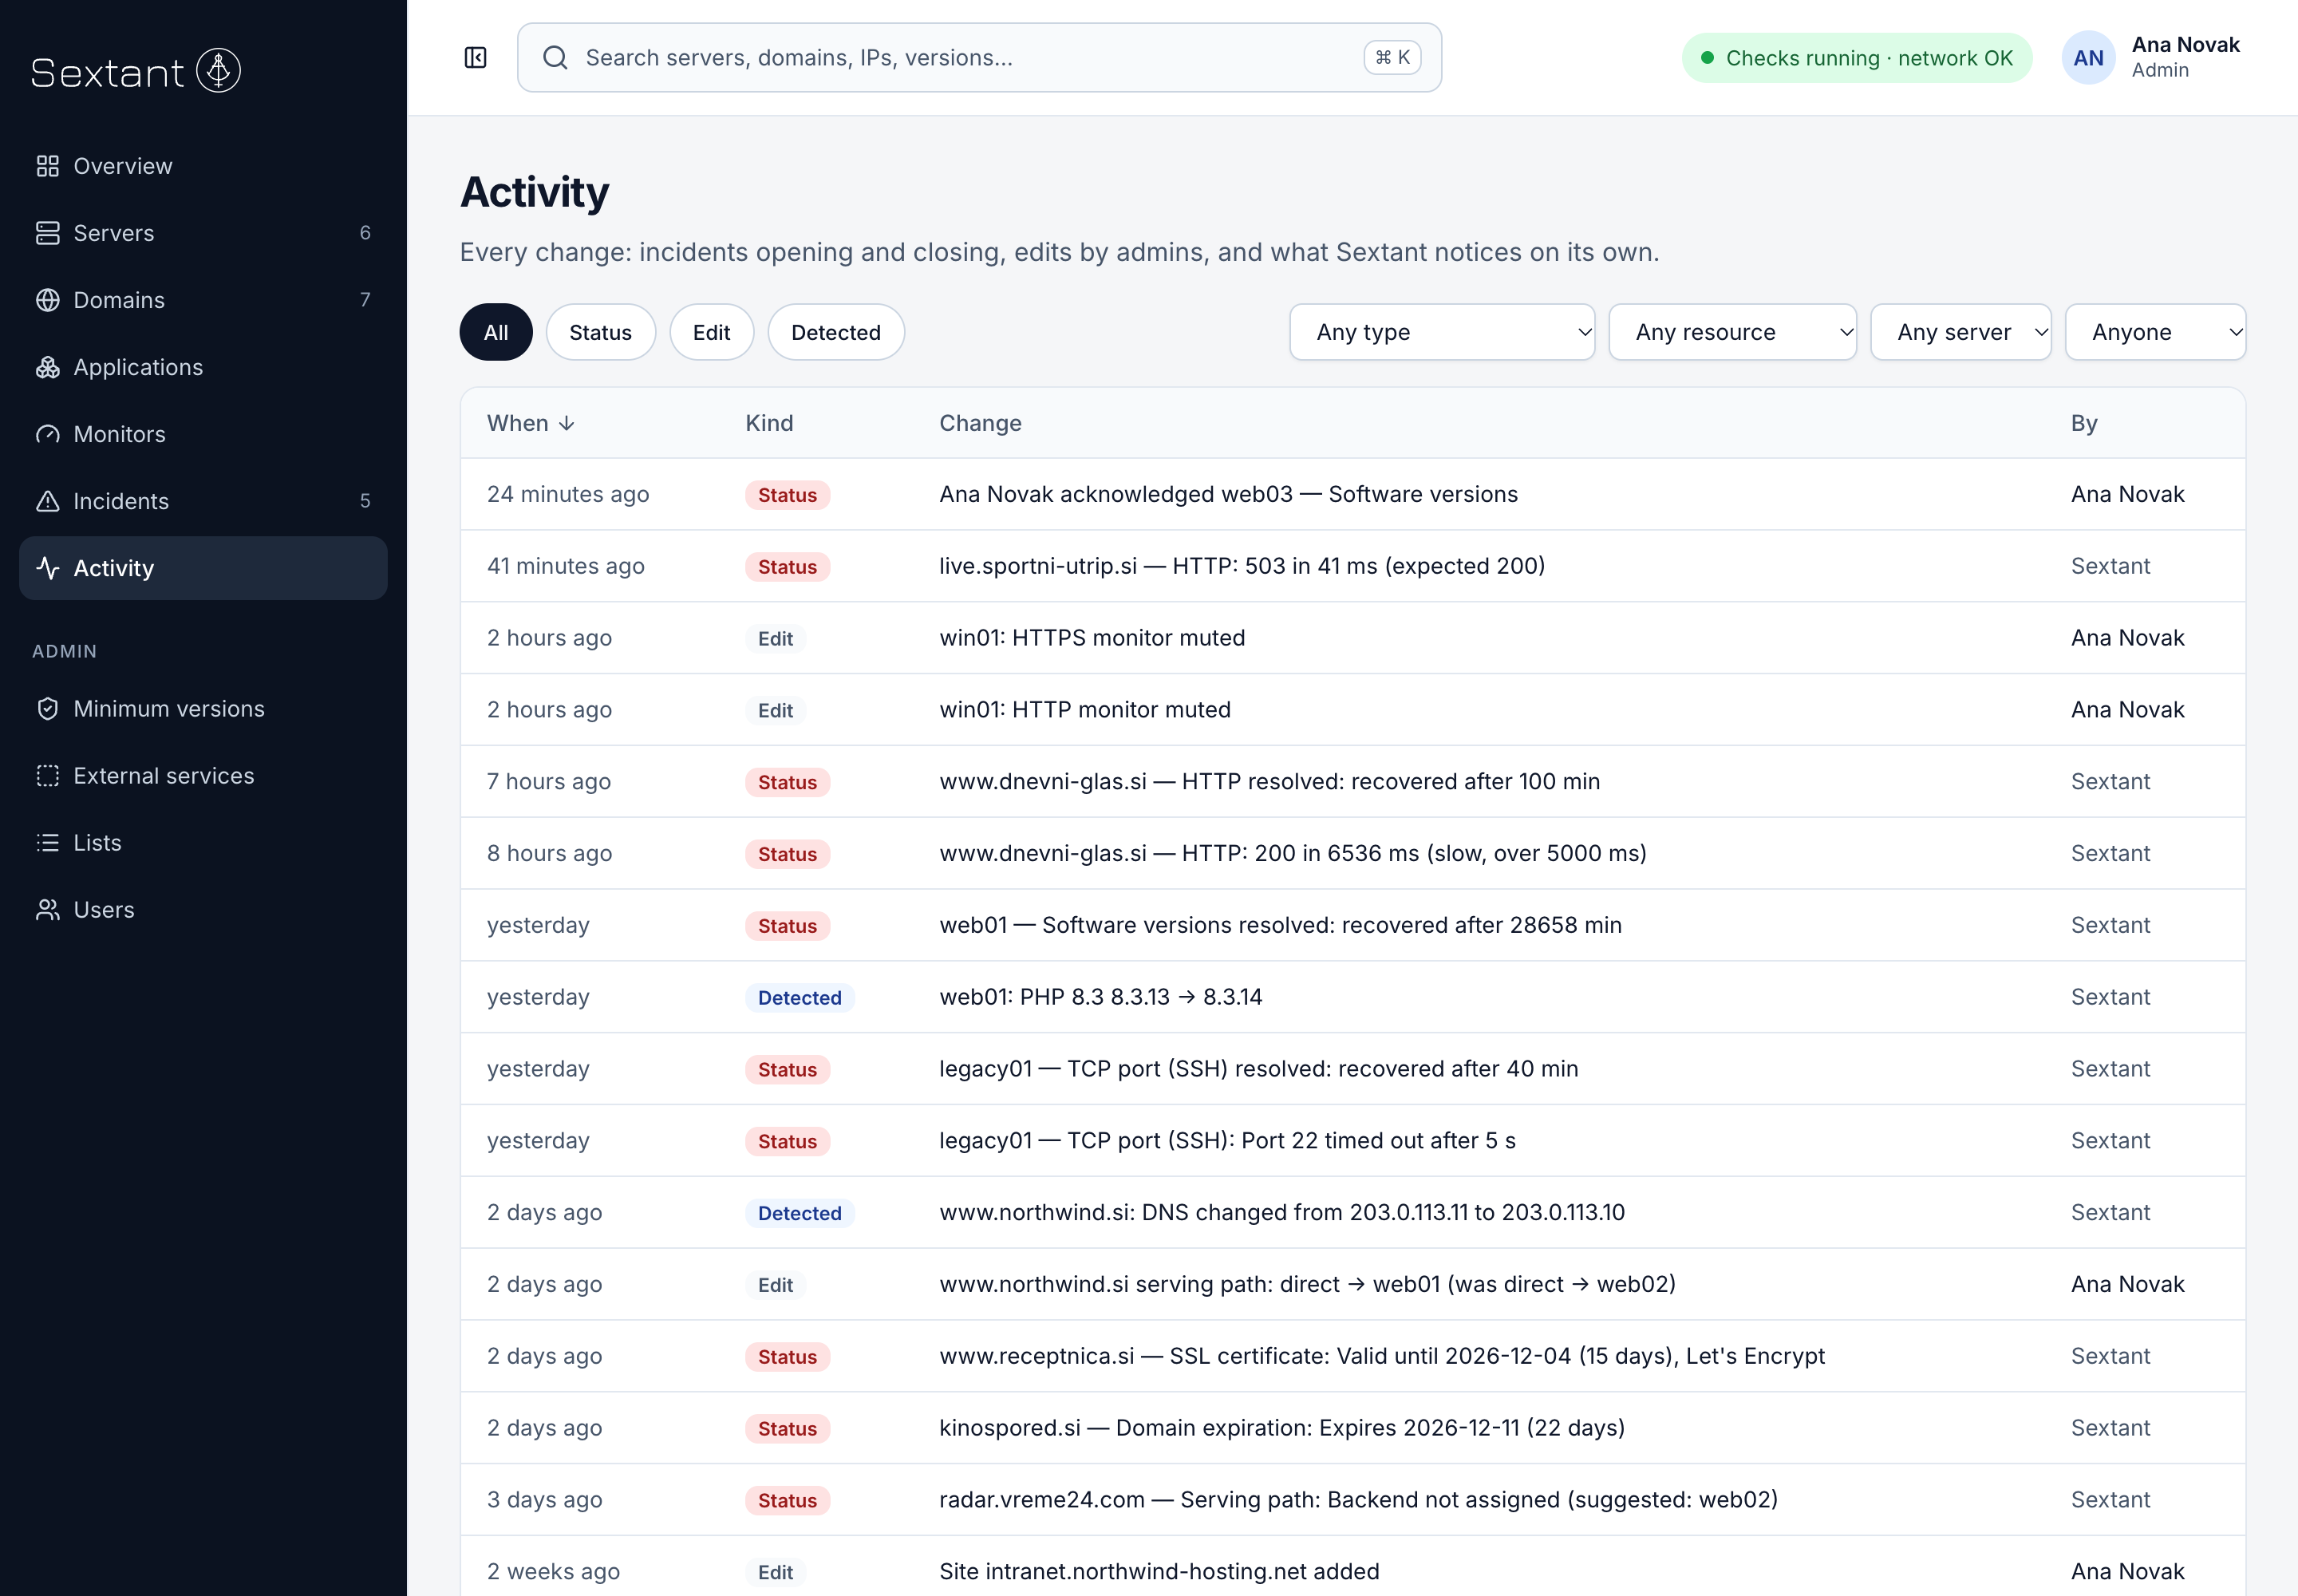 Sextant
Overview
Servers 6
Domains 7
Applications
Monitors
Incidents 5
Activity
ADMIN
Minimum versions
External services
Lists
Users
Search servers, domains, IPs, versions... ⌘ K
Checks running · network OK
AN
Ana Novak
Admin
Activity
Every change: incidents opening and closing, edits by admins, and what Sextant notices on its own.
All Status Edit Detected Any type Any resource Any server Anyone
When ↓ Kind Change By
24 minutes ago Status Ana Novak acknowledged web03 — Software versions Ana Novak
41 minutes ago Status live.sportni-utrip.si — HTTP: 503 in 41 ms (expected 200) Sextant
2 hours ago Edit win01: HTTPS monitor muted Ana Novak
2 hours ago Edit win01: HTTP monitor muted Ana Novak
7 hours ago Status www.dnevni-glas.si — HTTP resolved: recovered after 100 min Sextant
8 hours ago Status www.dnevni-glas.si — HTTP: 200 in 6536 ms (slow, over 5000 ms) Sextant
yesterday Status web01 — Software versions resolved: recovered after 28658 min Sextant
yesterday Detected web01: PHP 8.3 8.3.13 → 8.3.14 Sextant
yesterday Status legacy01 — TCP port (SSH) resolved: recovered after 40 min Sextant
yesterday Status legacy01 — TCP port (SSH): Port 22 timed out after 5 s Sextant
2 days ago Detected www.northwind.si: DNS changed from 203.0.113.11 to 203.0.113.10 Sextant
2 days ago Edit www.northwind.si serving path: direct → web01 (was direct → web02) Ana Novak
2 days ago Status www.receptnica.si — SSL certificate: Valid until 2026-12-04 (15 days), Let's Encrypt Sextant
2 days ago Status kinospored.si — Domain expiration: Expires 2026-12-11 (22 days) Sextant
3 days ago Status radar.vreme24.com — Serving path: Backend not assigned (suggested: web02) Sextant
2 weeks ago Edit Site intranet.northwind-hosting.net added Ana Novak